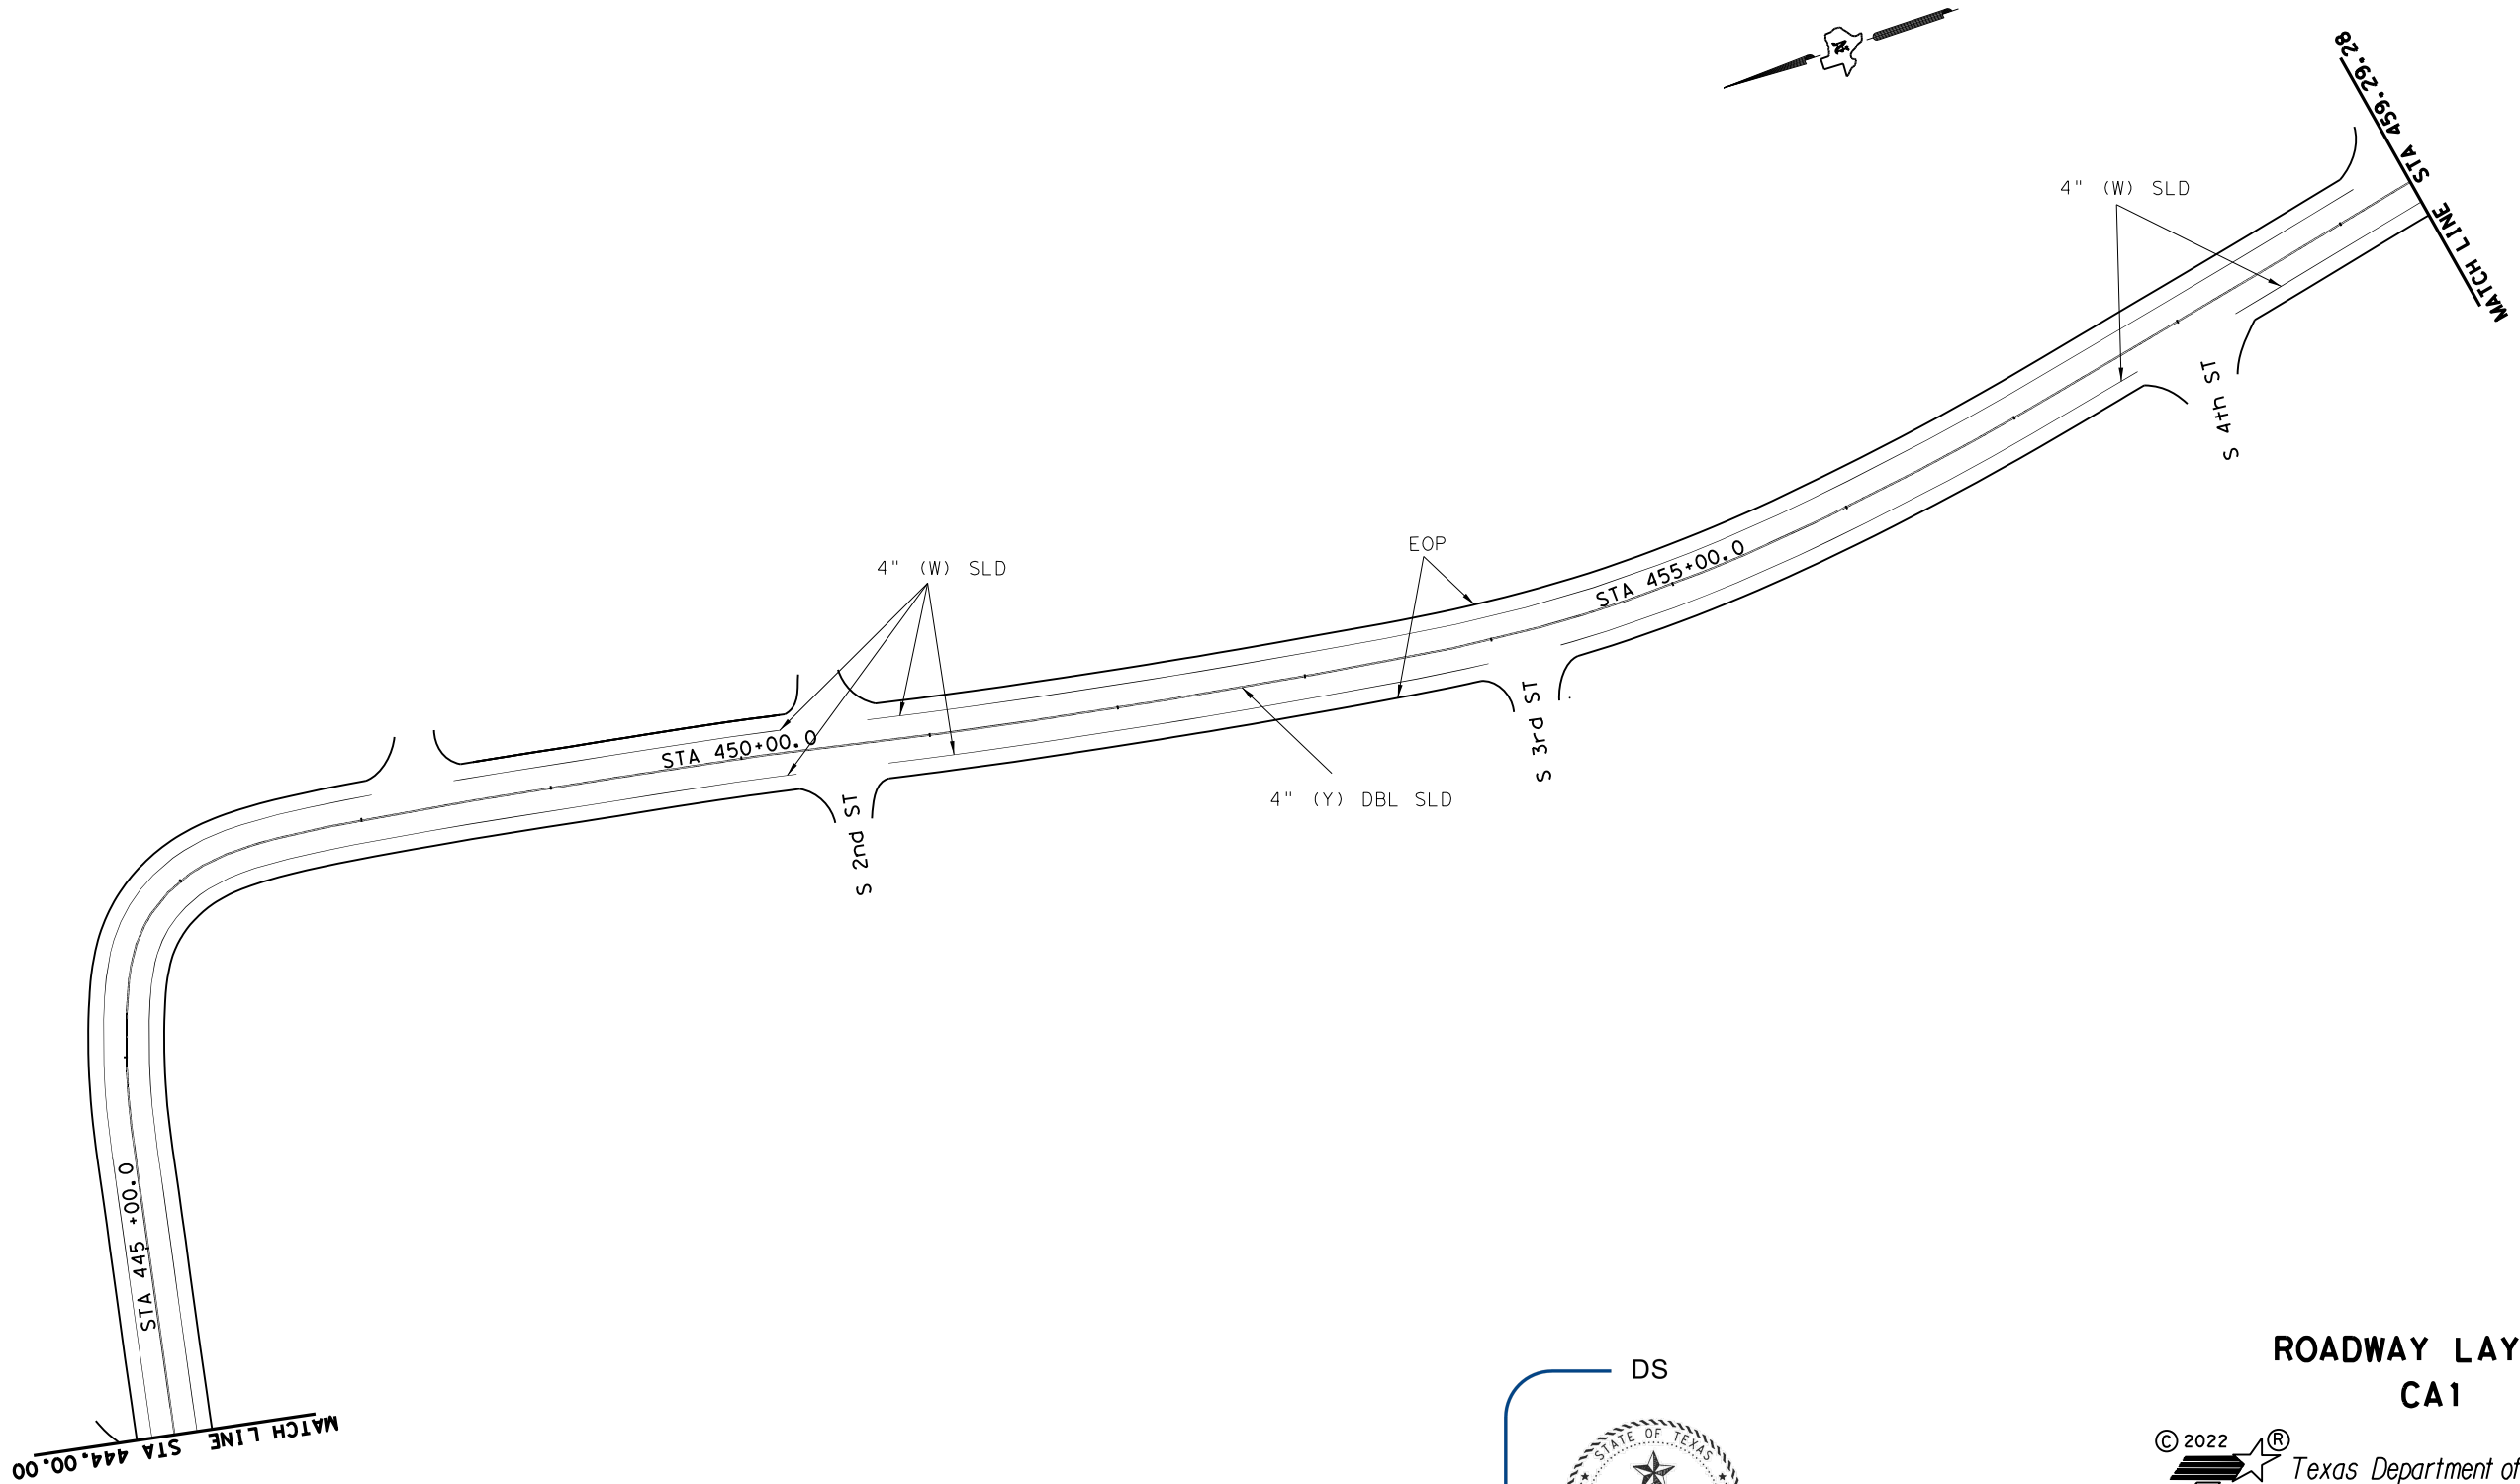 MATCH LINE STA 459.29.28
4" (W) SLD
S 4th ST
EOP
4" (W) SLD
STA 455+00.0
S 3rd ST
STA 450+00.0
4" (Y) DBL SLD
S 2nd ST
STA 445 +00.0
MATCH LINE STA 444.00.00
DS
STATE OF TEXAS
ROADWAY LAY
CA1
© 2022
®
Texas Department of